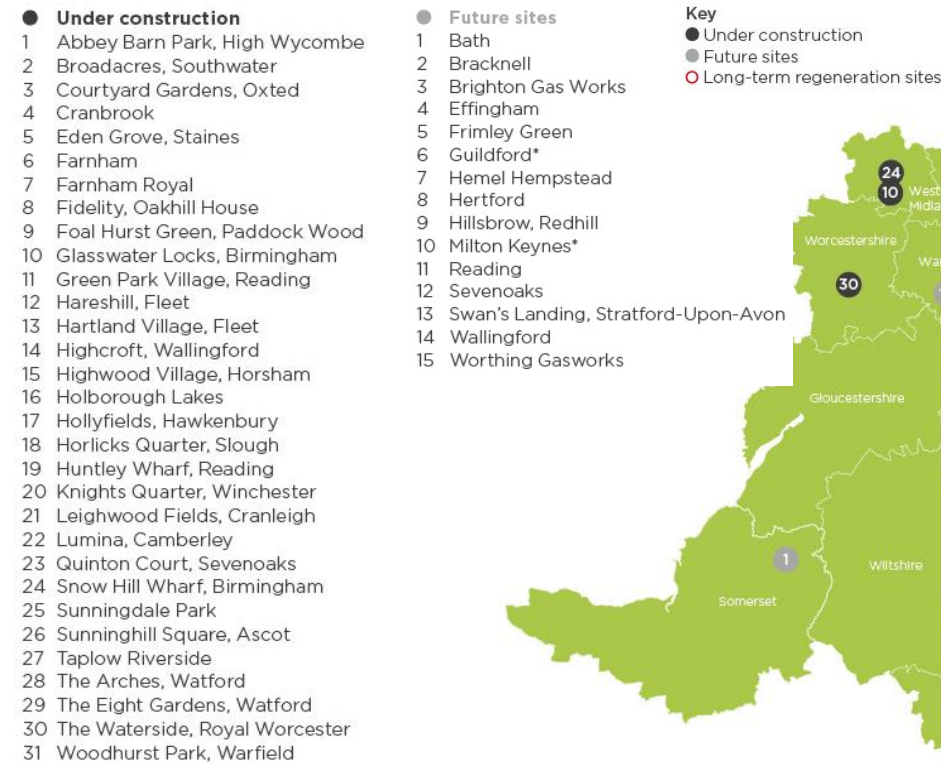 Under construction
1 Abbey Barn Park, High Wycombe
2 Broadacres, Southwater
3 Courtyard Gardens, Oxted
4 Cranbrook
5 Eden Grove, Staines
6 Farnham
7 Farnham Royal
8 Fidelity, Oakhill House
9 Foal Hurst Green, Paddock Wood
10 Glasswater Locks, Birmingham
11 Green Park Village, Reading
12 Hareshill, Fleet
13 Hartland Village, Fleet
14 Highcroft, Wallingford
15 Highwood Village, Horsham
16 Holborough Lakes
17 Hollyfields, Hawkenbury
18 Horlicks Quarter, Slough
19 Huntley Wharf, Reading
20 Knights Quarter, Winchester
21 Leighwood Fields, Cranleigh
22 Lumina, Camberley
23 Quinton Court, Sevenoaks
24 Snow Hill Wharf, Birmingham
25 Sunningdale Park
26 Sunninghill Square, Ascot
27 Taplow Riverside
28 The Arches, Watford
29 The Eight Gardens, Watford
30 The Waterside, Royal Worcester
31 Woodhurst Park, Warfield
Future sites
1 Bath
2 Bracknell
3 Brighton Gas Works
4 Effingham
5 Frimley Green
6 Guildford*
7 Hemel Hempstead
8 Hertford
9 Hillsbrow, Redhill
10 Milton Keynes*
11 Reading
12 Sevenoaks
13 Swan's Landing, Stratford-Upon-Avon
14 Wallingford
15 Worthing Gasworks
Key
Under construction
Future sites
Long-term regeneration sites
24
10
West
Midla
Worcestershire
War
30
Gloucestershire
1
Wiltshire
Somerset